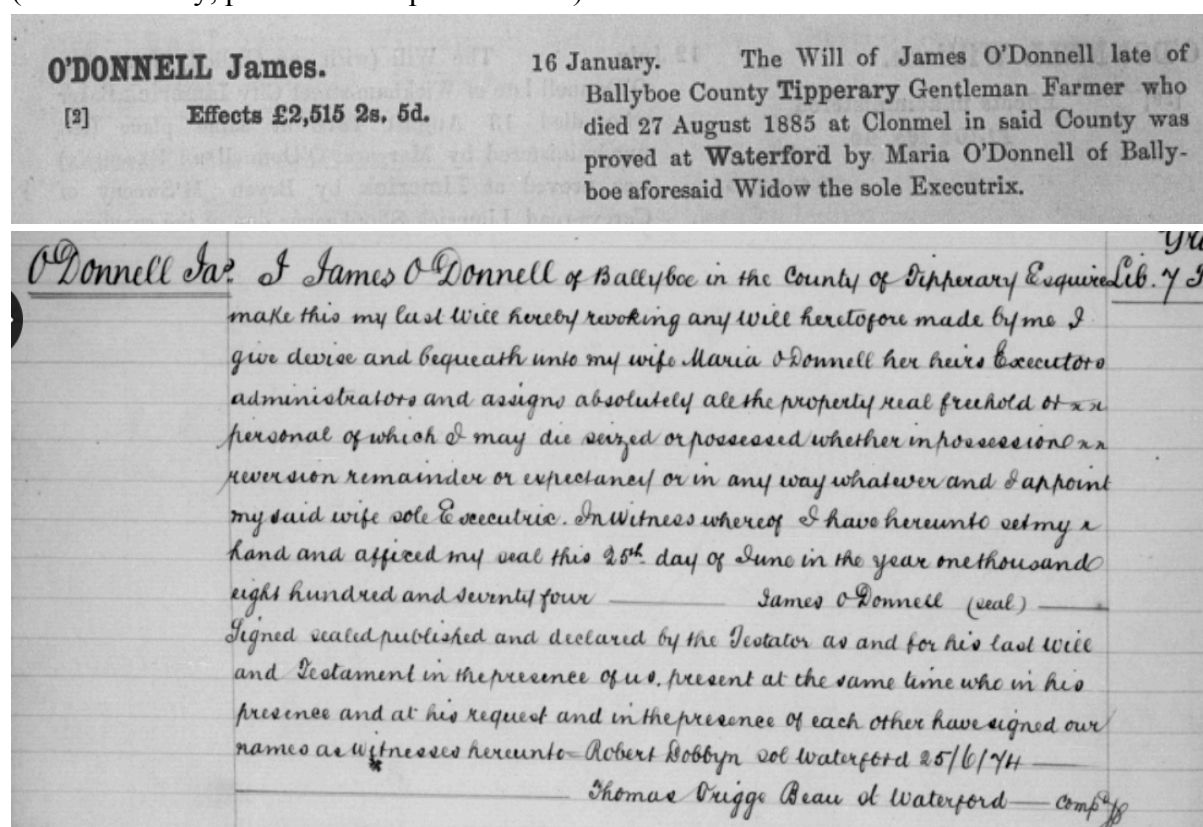 O'DONNELL James.
[2] Effects £2,515 2s. 5d.
16 January. The Will of James O'Donnell late of
Ballyboe County Tipperary Gentleman Farmer who
died 27 August 1885 at Clonmel in said County was
proved at Waterford by Maria O'Donnell of Bally-
boe aforesaid Widow the sole Executrix.
O'Donnell Jas. I James O'Donnell of Ballyboe in the County of Tipperary Esquire Lib. 7
make this my last Will hereby revoking any Will heretofore made by me I
give devise and bequeath unto my wife Maria O'Donnell her heirs Executors
administrators and assigns absolutely all the property real freehold or
personal of which I may die seized or possessed whether in possession
reversion remainder or expectancy or in any way whatever and I appoint
my said wife sole Executrix. In Witness whereof I have hereunto set my
hand and affixed my seal this 25th day of June in the year one thousand
eight hundred and seventy four James O'Donnell (seal)
Signed sealed published and declared by the Testator as and for his last will
and Testament in the presence of us. present at the same time who in his
presence and at his request and in the presence of each other have signed our
names as witnesses hereunto Robert Dobbyn sol Waterford 25/6/74
Thomas Beau st Waterford